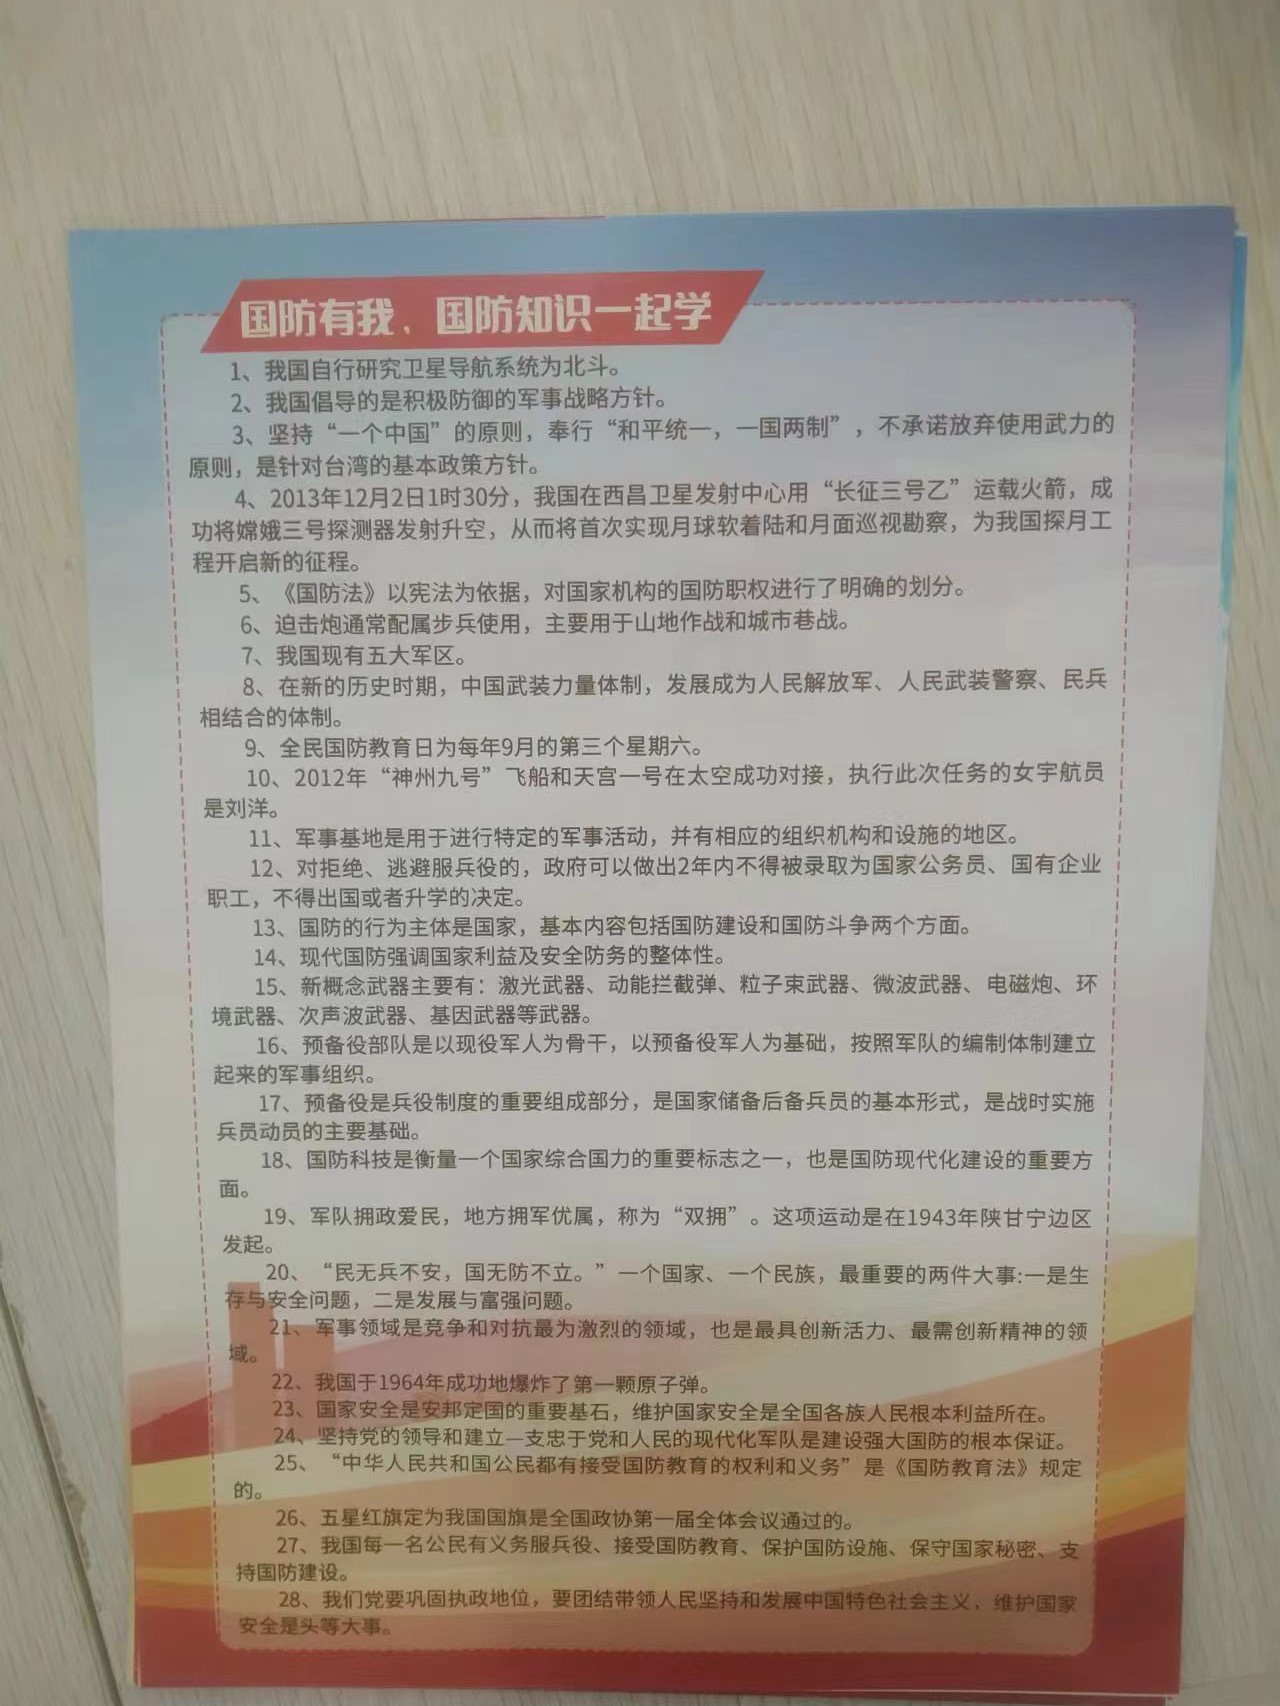 国防有我，国防知识一起学
1、我国自行研究卫星导航系统为北斗。
2、我国倡导的是积极防御的军事战略方针。
3、坚持“一个中国”的原则，奉行“和平统一，一国两制”，不承诺放弃使用武力的
原则，是针对台湾的基本政策方针。
4、2013年12月2日1时30分，我国在西昌卫星发射中心用“长征三号乙”运载火箭，成
功将嫦娥三号探测器发射升空，从而将首次实现月球软着陆和月面巡视勘察，为我国探月工
程开启新的征程。
5、《国防法》以宪法为依据，对国家机构的国防职权进行了明确的划分。
6、迫击炮通常配属步兵使用，主要用于山地作战和城市巷战。
7、我国现有五大军区。
8、在新的历史时期，中国武装力量体制，发展成为人民解放军、人民武装警察、民兵
相结合的体制。
9、全民国防教育日为每年9月的第三个星期六。
10、2012年“神州九号”飞船和天宫一号在太空成功对接，执行此次任务的女宇航员
是刘洋。
11、军事基地是用于进行特定的军事活动，并有相应的组织机构和设施的地区。
12、对拒绝、逃避服兵役的，政府可以做出2年内不得被录取为国家公务员、国有企业
职工，不得出国或者升学的决定。
13、国防的行为主体是国家，基本内容包括国防建设和国防斗争两个方面。
14、现代国防强调国家利益及安全防务的整体性。
15、新概念武器主要有：激光武器、动能拦截弹、粒子束武器、微波武器、电磁炮、环
境武器、次声波武器、基因武器等武器。
16、预备役部队是以现役军人为骨干，以预备役军人为基础，按照军队的编制体制建立
起来的军事组织。
17、预备役是兵役制度的重要组成部分，是国家储备后备兵员的基本形式，是战时实施
兵员动员的主要基础。
18、国防科技是衡量一个国家综合国力的重要标志之一，也是国防现代化建设的重要方
面。
19、军队拥政爱民，地方拥军优属，称为“双拥”。这项运动是在1943年陕甘宁边区
发起。
20、“民无兵不安，国无防不立。”一个国家、一个民族，最重要的两件大事:一是生
存与安全问题，二是发展与富强问题。
21、军事领域是竞争和对抗最为激烈的领域，也是最具创新活力、最需创新精神的领
域。
22、我国于1964年成功地爆炸了第一颗原子弹。
23、国家安全是安邦定国的重要基石，维护国家安全是全国各族人民根本利益所在。
24、坚持党的领导和建立—支忠于党和人民的现代化军队是建设强大国防的根本保证。
25、“中华人民共和国公民都有接受国防教育的权利和义务”是《国防教育法》规定
的。
26、五星红旗定为我国国旗是全国政协第一届全体会议通过的。
27、我国每一名公民有义务服兵役、接受国防教育、保护国防设施、保守国家秘密、支
持国防建设。
28、我们党要巩固执政地位，要团结带领人民坚持和发展中国特色社会主义，维护国家
安全是头等大事。